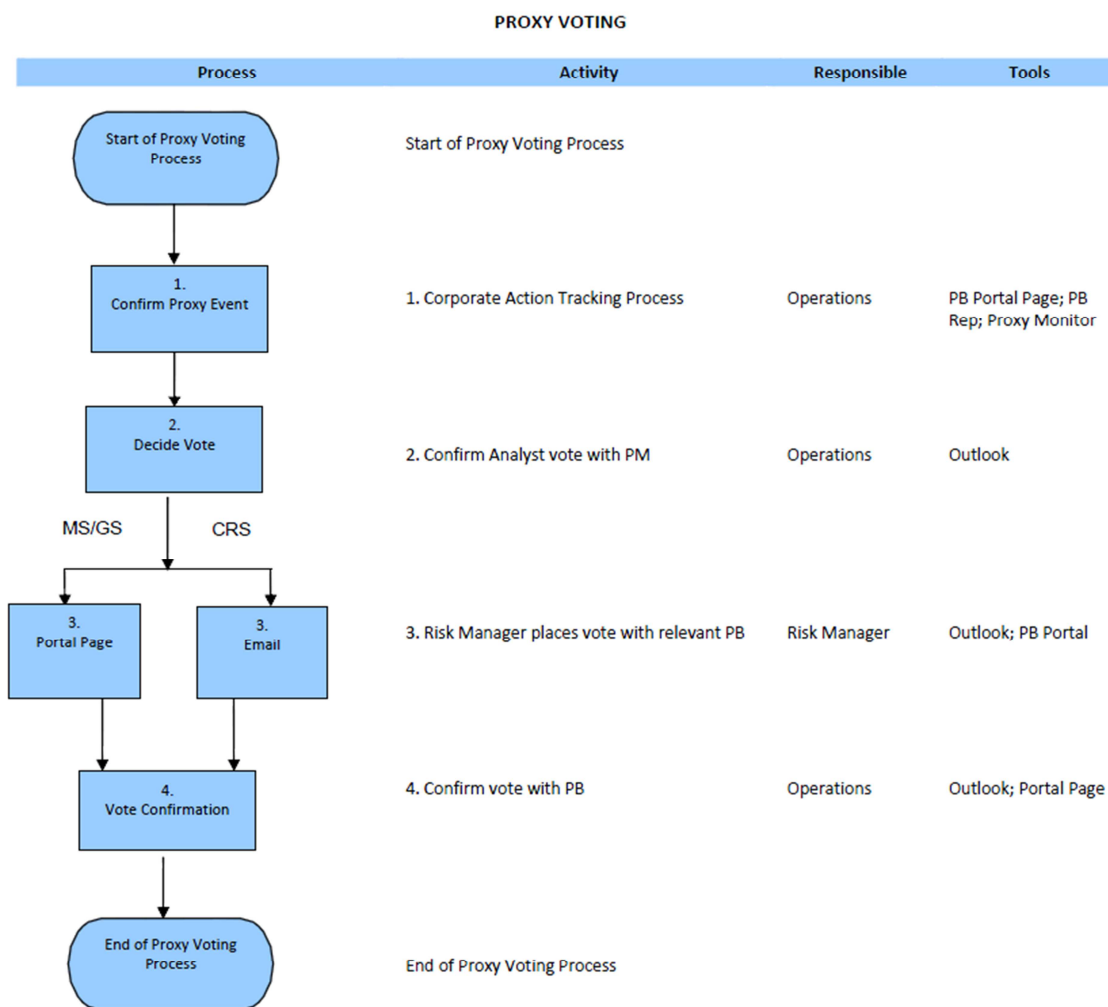 PROXY VOTING
Process Activity Responsible Tools
Start of Proxy Voting
Process
Start of Proxy Voting Process
1.
Confirm Proxy Event
1. Corporate Action Tracking Process Operations PB Portal Page; PB
Rep; Proxy Monitor
2.
Decide Vote
2. Confirm Analyst vote with PM Operations Outlook
MS/GS CRS
3.
Portal Page
3.
Email
3. Risk Manager places vote with relevant PB Risk Manager Outlook; PB Portal
4.
Vote Confirmation
4. Confirm vote with PB Operations Outlook; Portal Page
End of Proxy Voting
Process
End of Proxy Voting Process